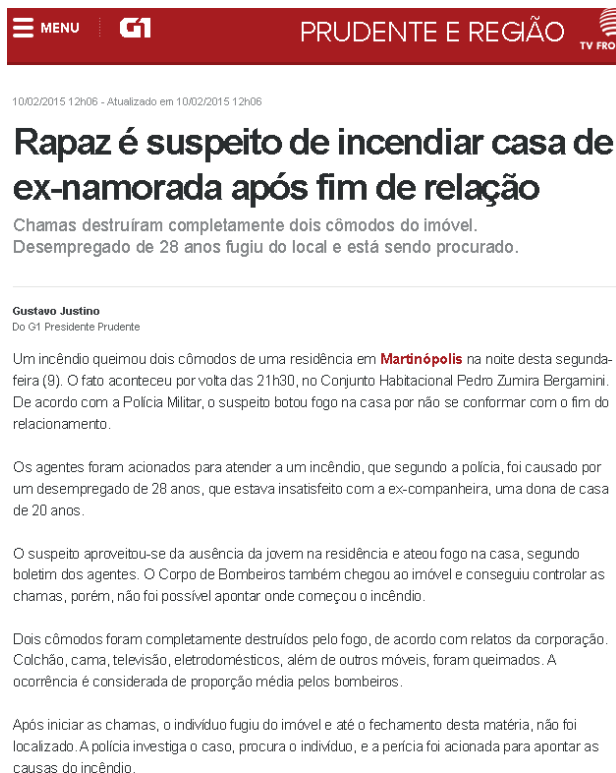 MENU
G1
PRUDENTE E REGIÃO
TV FRO
10/02/2015 12h06 - Atualizado em 10/02/2015 12h06
Rapaz é suspeito de incendiar casa de
ex-namorada após fim de relação
Chamas destruíram completamente dois cômodos do imóvel.
Desempregado de 28 anos fugiu do local e está sendo procurado.
Gustavo Justino
Do G1 Presidente Prudente
Um incêndio queimou dois cômodos de uma residência em Martinópolis na noite desta segunda-
feira (9). O fato aconteceu por volta das 21h30, no Conjunto Habitacional Pedro Zumira Bergamini.
De acordo com a Polícia Militar, o suspeito botou fogo na casa por não se conformar com o fim do
relacionamento.
Os agentes foram acionados para atender a um incêndio, que segundo a polícia, foi causado por
um desempregado de 28 anos, que estava insatisfeito com a ex-companheira, uma dona de casa
de 20 anos.
O suspeito aproveitou-se da ausência da jovem na residência e ateou fogo na casa, segundo
boletim dos agentes. O Corpo de Bombeiros também chegou ao imóvel e conseguiu controlar as
chamas, porém, não foi possível apontar onde começou o incêndio.
Dois cômodos foram completamente destruídos pelo fogo, de acordo com relatos da corporação.
Colchão, cama, televisão, eletrodomésticos, além de outros móveis, foram queimados. A
ocorrência é considerada de proporção média pelos bombeiros.
Após iniciar as chamas, o indivíduo fugiu do imóvel e até o fechamento desta matéria, não foi
localizado. A polícia investiga o caso, procura o indivíduo, e a perícia foi acionada para apontar as
causas do incêndio.